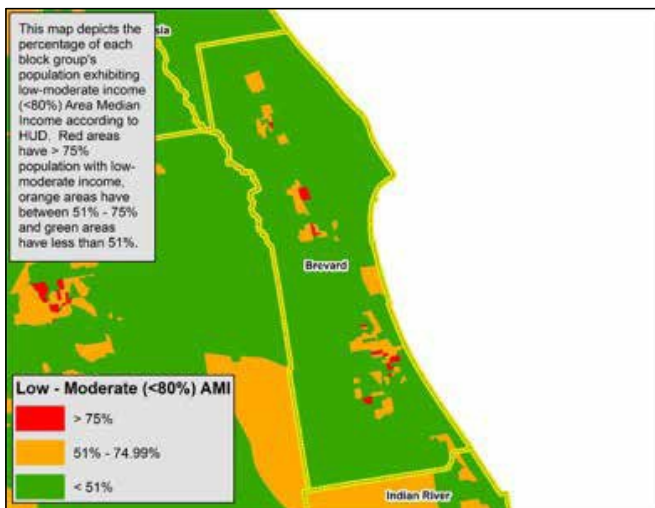 This map depicts the
percentage of each
block group's
population exhibiting
low-moderate income
(<80%) Area Median
Income according to
HUD. Red areas
have > 75%
population with low-
moderate income,
orange areas have
between 51% - 75%
and green areas
have less than 51%.
Brevard
Low - Moderate (<80%) AMI
> 75%
51% - 74.99%
< 51%
Indian River